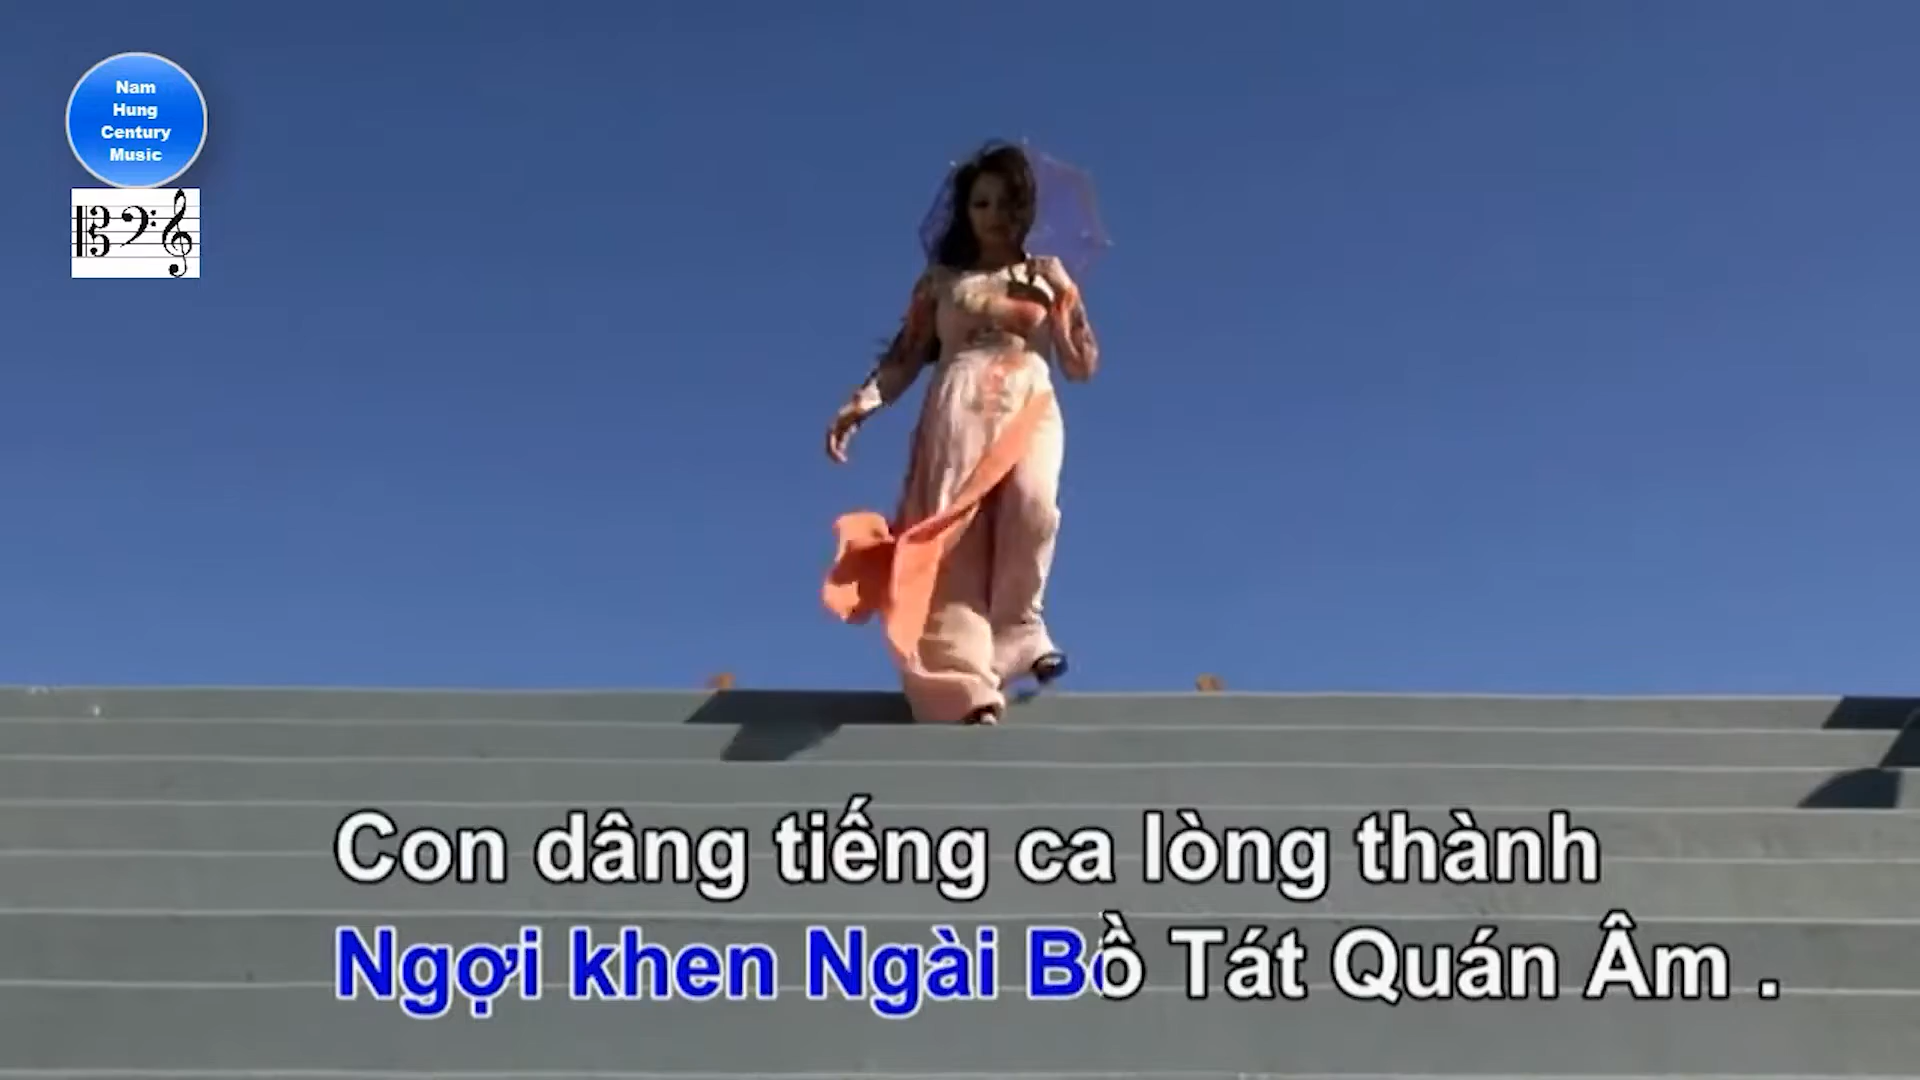 Nam
Hung
Century
Music
Con dâng tiếng ca lòng thành
Ngợi khen Ngài Bồ Tát Quán Âm .